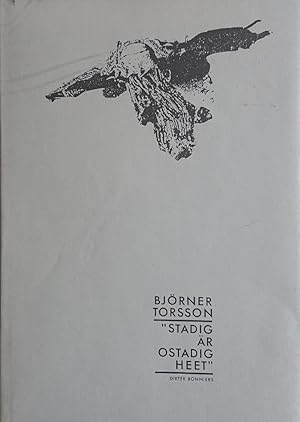 BJÖRNER
TORSSON
"STADIG
ÄR
OSTADIG
HEET"
DIKTER BONNIERS